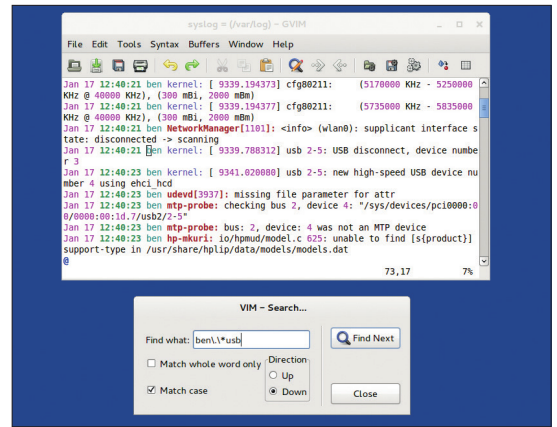 syslog = (/var/log) - GVIM
File Edit Tools Syntax Buffers Window Help
Jan 17 12:40:21 ben kernel: [ 9339.194373] cfg80211:    (5170000 KHz - 5250000
KHz @ 40000 KHz), (300 mBi, 2000 mBm)
Jan 17 12:40:21 ben kernel: [ 9339.194377] cfg80211:    (5735000 KHz - 5835000
KHz @ 40000 KHz), (300 mBi, 2000 mBm)
Jan 17 12:40:21 ben NetworkManager[1101]: <info> (wlan0): supplicant interface s
tate: disconnected -> scanning
Jan 17 12:40:21 ben kernel: [ 9339.788312] usb 2-5: USB disconnect, device numbe
r 3
Jan 17 12:40:23 ben kernel: [ 9341.020080] usb 2-5: new high-speed USB device nu
mber 4 using ehci_hcd
Jan 17 12:40:23 ben udevd[3937]: missing file parameter for attr
Jan 17 12:40:23 ben mtp-probe: checking bus 2, device 4: "/sys/devices/pci0000:0
0/0000:00:1d.7/usb2/2-5"
Jan 17 12:40:23 ben mtp-probe: bus: 2, device: 4 was not an MTP device
Jan 17 12:40:23 ben hp-mkuri: io/hpmud/model.c 625: unable to find [s{product}]
support-type in /usr/share/hplip/data/models/models.dat
@
73,17 7%
VIM - Search...
Find what: ben\.\*usb
Find Next
Match whole word only
Direction
Up
Match case
Down
Close